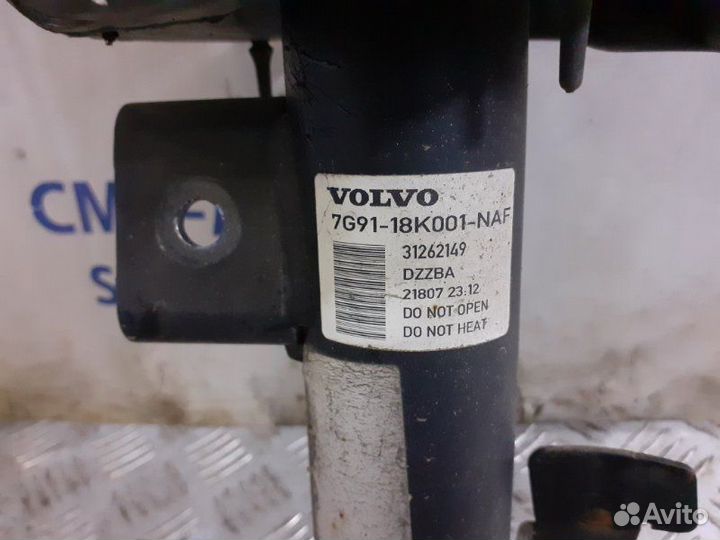 VOLVO
7G91-18K001-NAF
31262149
DZZBA
21807 23.12
DO NOT OPEN
DO NOT HEAT
Avito